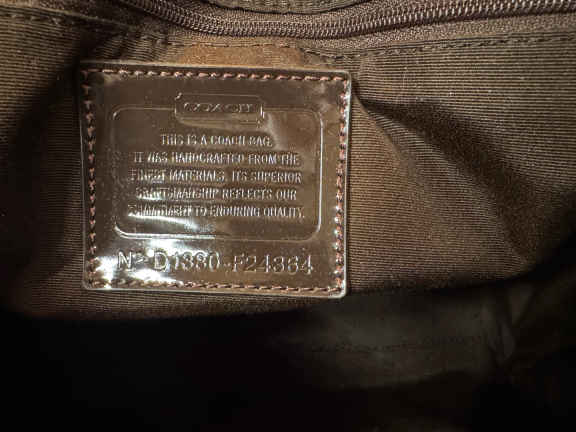 COACH
THIS IS A COACH BAG.
IT WAS HANDCRAFTED FROM THE
FINEST MATERIALS. ITS SUPERIOR
CRAFTSMANSHIP REFLECTS OUR
COMMITMENT TO ENDURING QUALITY.
Nº D1380-F24364